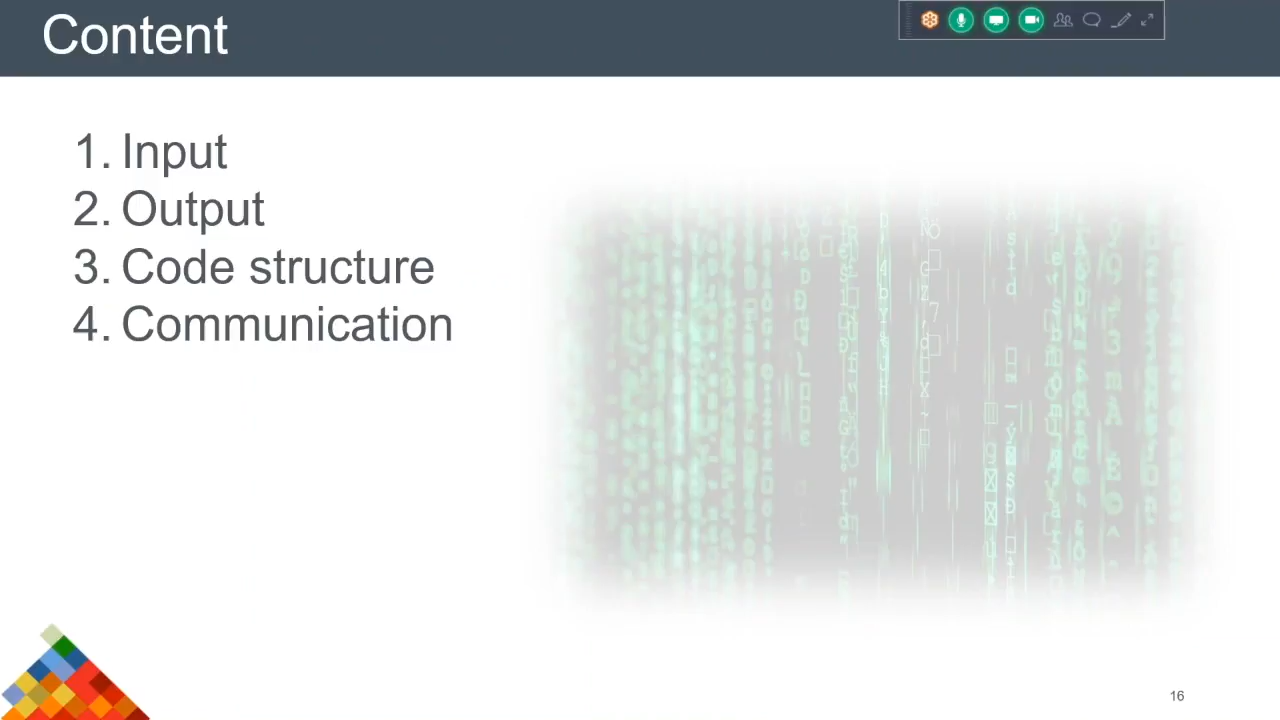 Content
1. Input
2. Output
3. Code structure
4. Communication
16